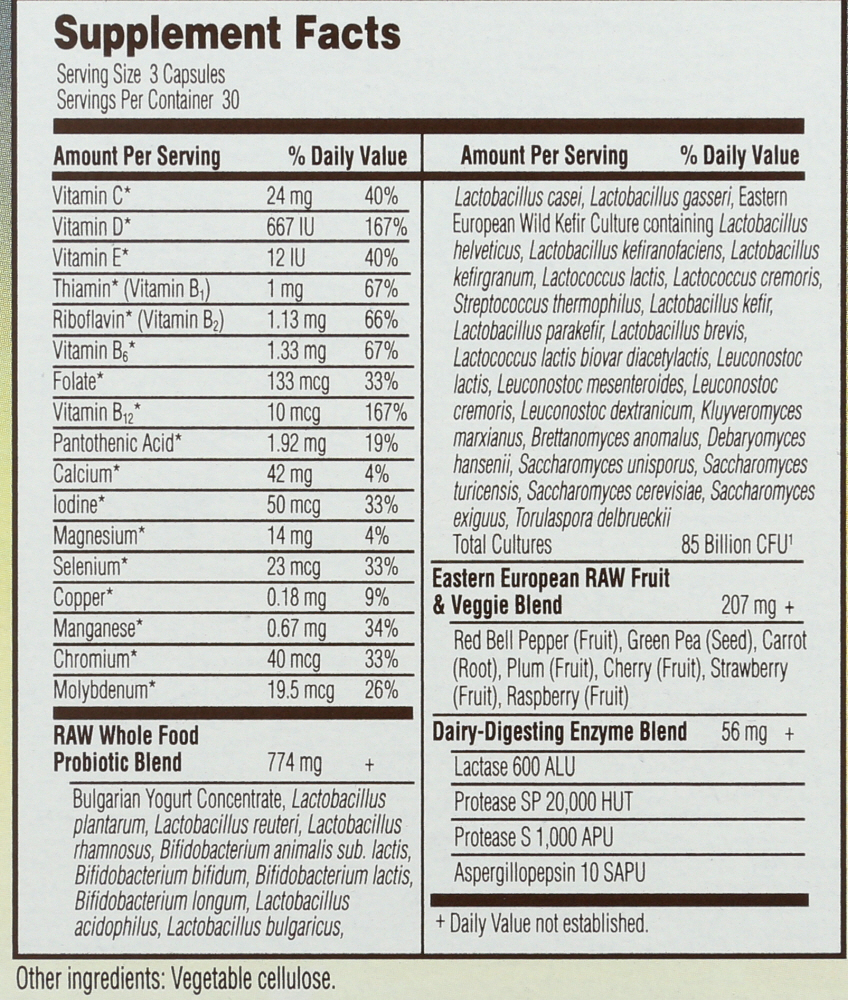 Supplement Facts
Serving Size 3 Capsules
Servings Per Container 30
Amount Per Serving % Daily Value
Vitamin C* 24 mg 40%
Vitamin D* 667 IU 167%
Vitamin E* 12 IU 40%
Thiamin* (Vitamin B₁) 1 mg 67%
Riboflavin* (Vitamin B₂) 1.13 mg 66%
Vitamin B₆* 1.33 mg 67%
Folate* 133 mcg 33%
Vitamin B₁₂* 10 mcg 167%
Pantothenic Acid* 1.92 mg 19%
Calcium* 42 mg 4%
Iodine* 50 mcg 33%
Magnesium* 14 mg 4%
Selenium* 23 mcg 33%
Copper* 0.18 mg 9%
Manganese* 0.67 mg 34%
Chromium* 40 mcg 33%
Molybdenum* 19.5 mcg 26%
RAW Whole Food
Probiotic Blend 774 mg +
Bulgarian Yogurt Concentrate, Lactobacillus
plantarum, Lactobacillus reuteri, Lactobacillus
rhamnosus, Bifidobacterium animalis sub. lactis,
Bifidobacterium bifidum, Bifidobacterium lactis,
Bifidobacterium longum, Lactobacillus
acidophilus, Lactobacillus bulgaricus,
Amount Per Serving % Daily Value
Lactobacillus casei, Lactobacillus gasseri, Eastern
European Wild Kefir Culture containing Lactobacillus
helveticus, Lactobacillus kefiranofaciens, Lactobacillus
kefirgranum, Lactococcus lactis, Lactococcus cremoris,
Streptococcus thermophilus, Lactobacillus kefir,
Lactobacillus parakefir, Lactobacillus brevis,
Lactococcus lactis biovar diacetylactis, Leuconostoc
lactis, Leuconostoc mesenteroides, Leuconostoc
cremoris, Leuconostoc dextranicum, Kluyveromyces
marxianus, Brettanomyces anomalus, Debaryomyces
hansenii, Saccharomyces unisporus, Saccharomyces
turicensis, Saccharomyces cerevisiae, Saccharomyces
exiguus, Torulaspora delbrueckii
Total Cultures 85 Billion CFU¹
Eastern European RAW Fruit
& Veggie Blend 207 mg +
Red Bell Pepper (Fruit), Green Pea (Seed), Carrot
(Root), Plum (Fruit), Cherry (Fruit), Strawberry
(Fruit), Raspberry (Fruit)
Dairy-Digesting Enzyme Blend 56 mg +
Lactase 600 ALU
Protease SP 20,000 HUT
Protease S 1,000 APU
Aspergillopepsin 10 SAPU
+ Daily Value not established.
Other ingredients: Vegetable cellulose.